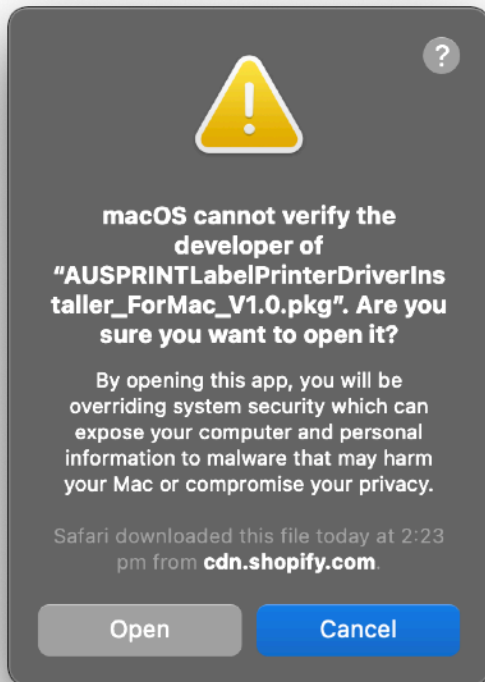 ?
macOS cannot verify the
developer of
“AUSPRINTLabelPrinterDriverIns
taller_ForMac_V1.0.pkg”. Are you
sure you want to open it?
By opening this app, you will be
overriding system security which can
expose your computer and personal
information to malware that may harm
your Mac or compromise your privacy.
Safari downloaded this file today at 2:23
pm from cdn.shopify.com.
Open Cancel